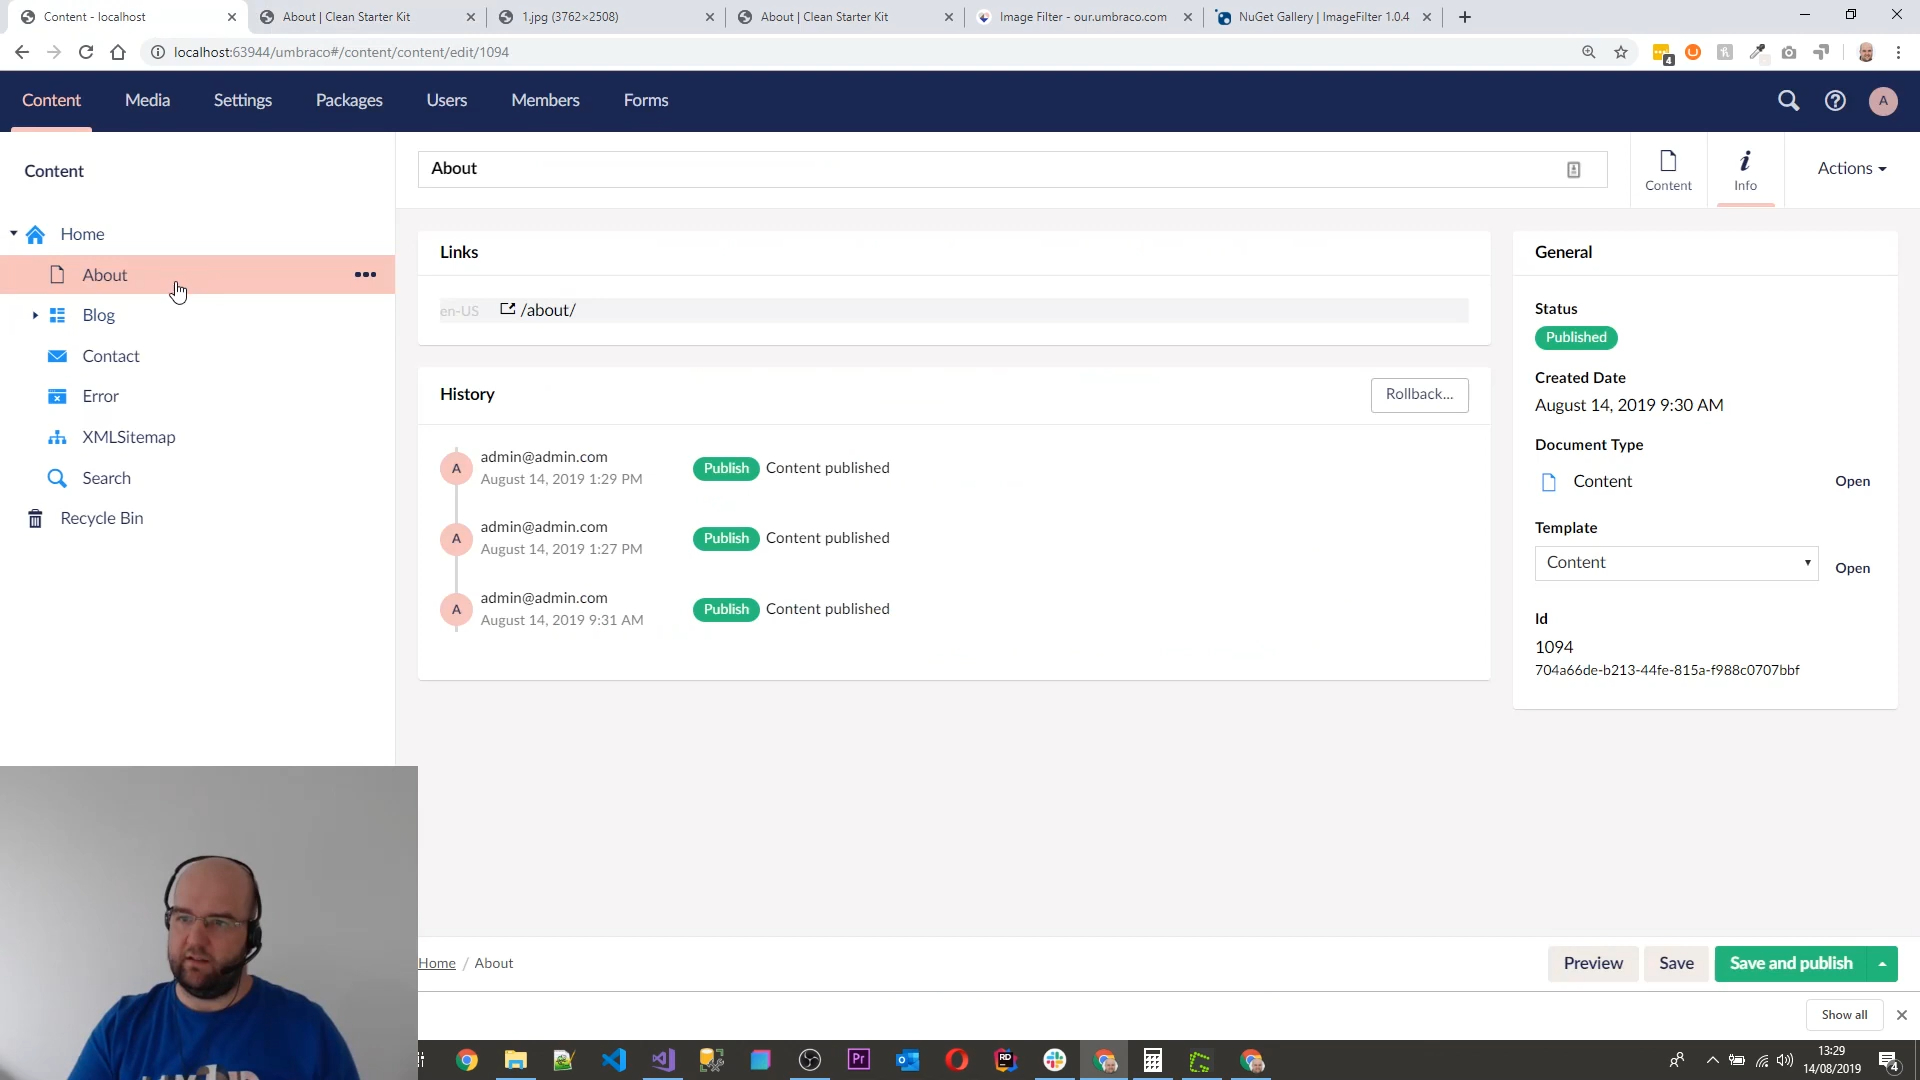 Content - localhost
About | Clean Starter Kit
1.jpg (3762×2508)
About | Clean Starter Kit
Image Filter - our.umbraco.com
NuGet Gallery | ImageFilter 1.0.4
localhost:63944/umbraco#/content/content/edit/1094
4
Content
Media
Settings
Packages
Users
Members
Forms
A
Content
Home
About
Blog
Contact
Error
XMLSitemap
Search
Recycle Bin
About
Content
Info
Actions
Links
en-US
/about/
History
Rollback...
A
admin@admin.com
August 14, 2019 1:29 PM
Publish
Content published
A
admin@admin.com
August 14, 2019 1:27 PM
Publish
Content published
A
admin@admin.com
August 14, 2019 9:31 AM
Publish
Content published
General
Status
Published
Created Date
August 14, 2019 9:30 AM
Document Type
Content
Open
Template
Content
Open
Id
1094
704a66de-b213-44fe-815a-f988c0707bbf
Home / About
Preview
Save
Save and publish
Show all
Pr
RD
13:29
14/08/2019
4